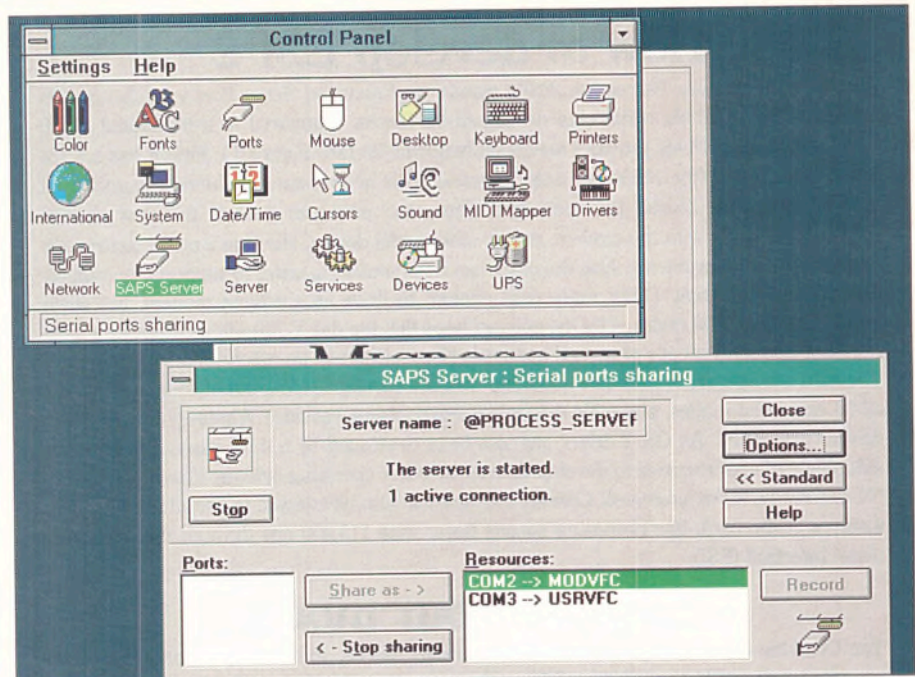 Control Panel
Settings Help
Color Fonts Ports Mouse Desktop Keyboard Printers
International System Date/Time Cursors Sound MIDI Mapper Drivers
Network SAPS Server Server Services Devices UPS
Serial ports sharing
MICROSOFT
SAPS Server : Serial ports sharing
Server name : @PROCESS_SERVER
Close
Options...
The server is started.
<< Standard
1 active connection.
Stop
Help
Ports:
Resources:
Share as - >
COM2 --> MODVFC
Record
COM3 --> USRVFC
< - Stop sharing